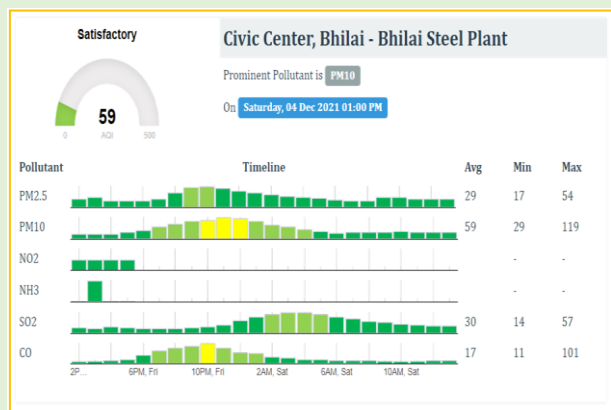 Satisfactory
Civic Center, Bhilai - Bhilai Steel Plant
Prominent Pollutant is PM10
On Saturday, 04 Dec 2021 01:00 PM
59
0 AQI 500
Pollutant Timeline Avg Min Max
PM2.5 29 17 54
PM10 59 29 119
NO2 - -
NH3 - -
SO2 30 14 57
CO 17 11 101
2P... 6PM, Fri 10PM, Fri 2AM, Sat 6AM, Sat 10AM, Sat